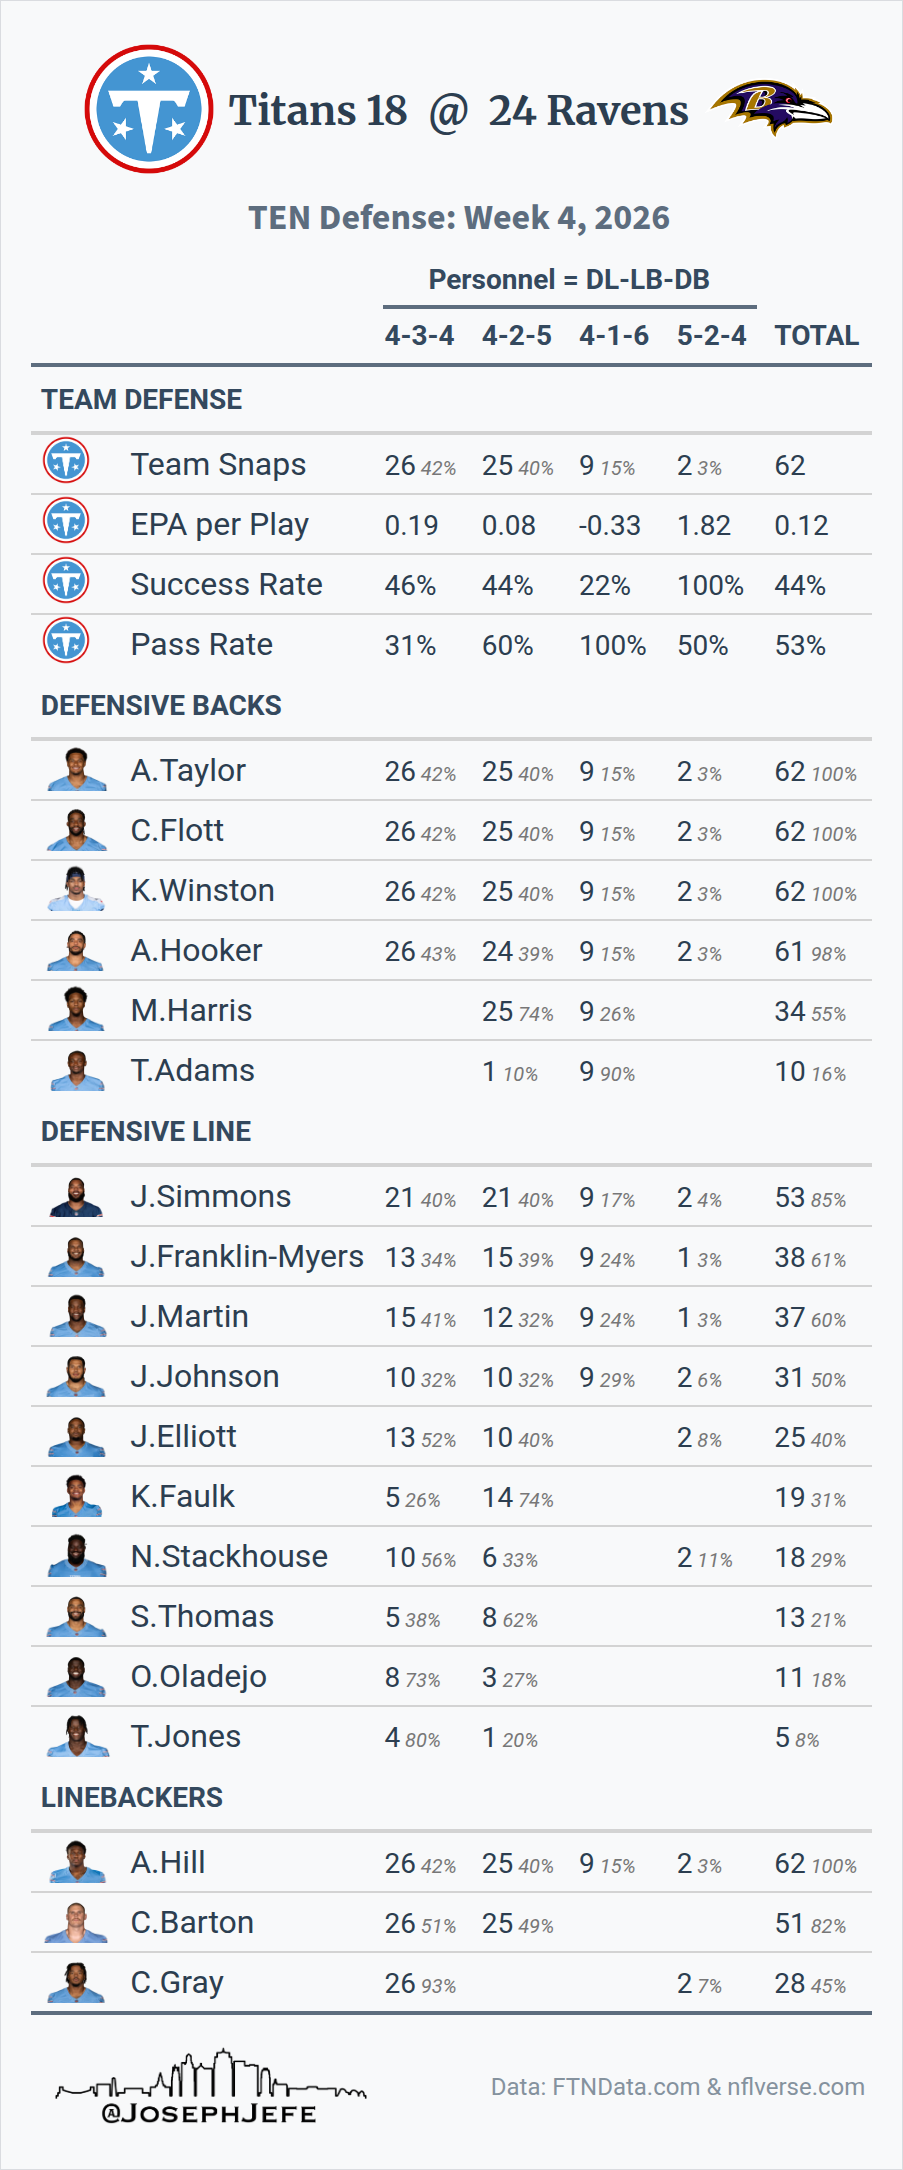 Titans 18 @ 24 Ravens
TEN Defense: Week 4, 2026
Personnel = DL-LB-DB
4-3-4 4-2-5 4-1-6 5-2-4 TOTAL
TEAM DEFENSE
Team Snaps 26 42% 25 40% 9 15% 2 3% 62
EPA per Play 0.19 0.08 -0.33 1.82 0.12
Success Rate 46% 44% 22% 100% 44%
Pass Rate 31% 60% 100% 50% 53%
DEFENSIVE BACKS
A.Taylor 26 42% 25 40% 9 15% 2 3% 62 100%
C.Flott 26 42% 25 40% 9 15% 2 3% 62 100%
K.Winston 26 42% 25 40% 9 15% 2 3% 62 100%
A.Hooker 26 43% 24 39% 9 15% 2 3% 61 98%
M.Harris 25 74% 9 26% 34 55%
T.Adams 1 10% 9 90% 10 16%
DEFENSIVE LINE
J.Simmons 21 40% 21 40% 9 17% 2 4% 53 85%
J.Franklin-Myers 13 34% 15 39% 9 24% 1 3% 38 61%
J.Martin 15 41% 12 32% 9 24% 1 3% 37 60%
J.Johnson 10 32% 10 32% 9 29% 2 6% 31 50%
J.Elliott 13 52% 10 40% 2 8% 25 40%
K.Faulk 5 26% 14 74% 19 31%
N.Stackhouse 10 56% 6 33% 2 11% 18 29%
S.Thomas 5 38% 8 62% 13 21%
O.Oladejo 8 73% 3 27% 11 18%
T.Jones 4 80% 1 20% 5 8%
LINEBACKERS
A.Hill 26 42% 25 40% 9 15% 2 3% 62 100%
C.Barton 26 51% 25 49% 51 82%
C.Gray 26 93% 2 7% 28 45%
@JOSEPHJEFE
Data: FTNData.com & nflverse.com